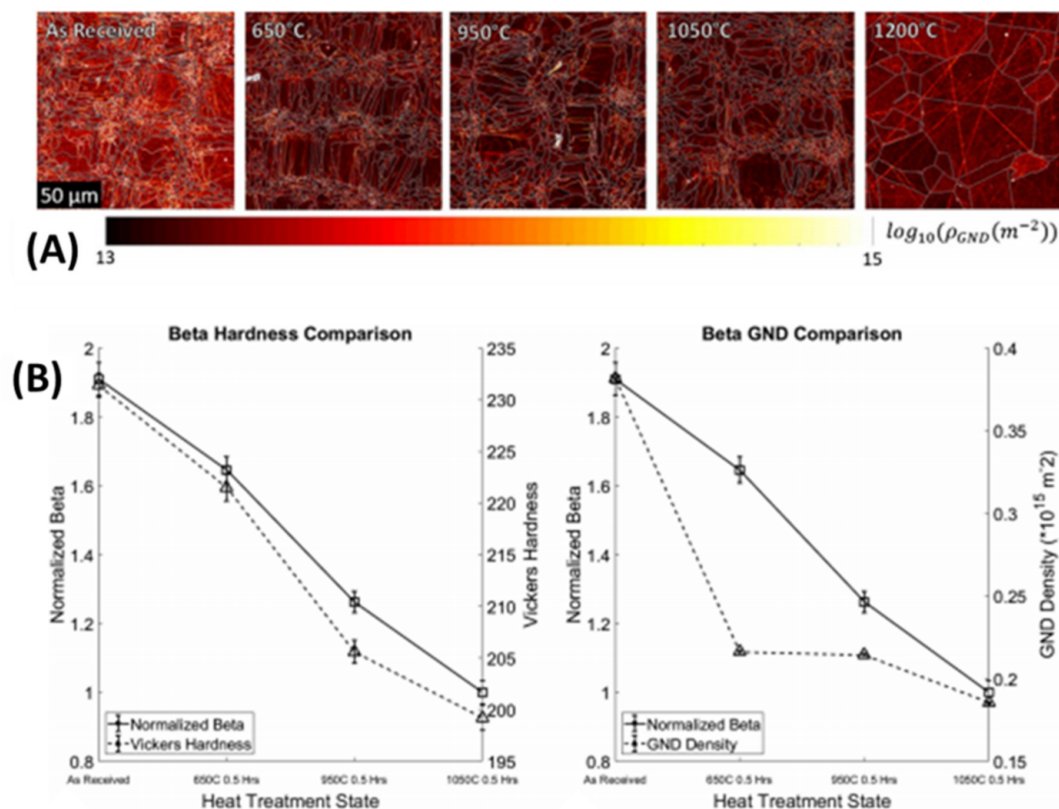 As Received 650°C 950°C 1050°C 1200°C
50 μm
(A)
13 15 log₁₀(ρGND(m⁻²))
(B)
Beta Hardness Comparison
2
1.8
1.6
1.4
1.2
1
0.8
Normalized Beta
235
230
225
220
215
210
205
200
195
Vickers Hardness
Normalized Beta
Vickers Hardness
As Received 650C 0.5 Hrs 950C 0.5 Hrs 1050C 0.5 Hrs
Heat Treatment State
Beta GND Comparison
2
1.8
1.6
1.4
1.2
1
0.8
Normalized Beta
0.4
0.35
0.3
0.25
0.2
0.15
GND Density (*10¹⁵ m⁻2)
Normalized Beta
GND Density
As Received 650C 0.5 Hrs 950C 0.5 Hrs 1050C 0.5 Hrs
Heat Treatment State